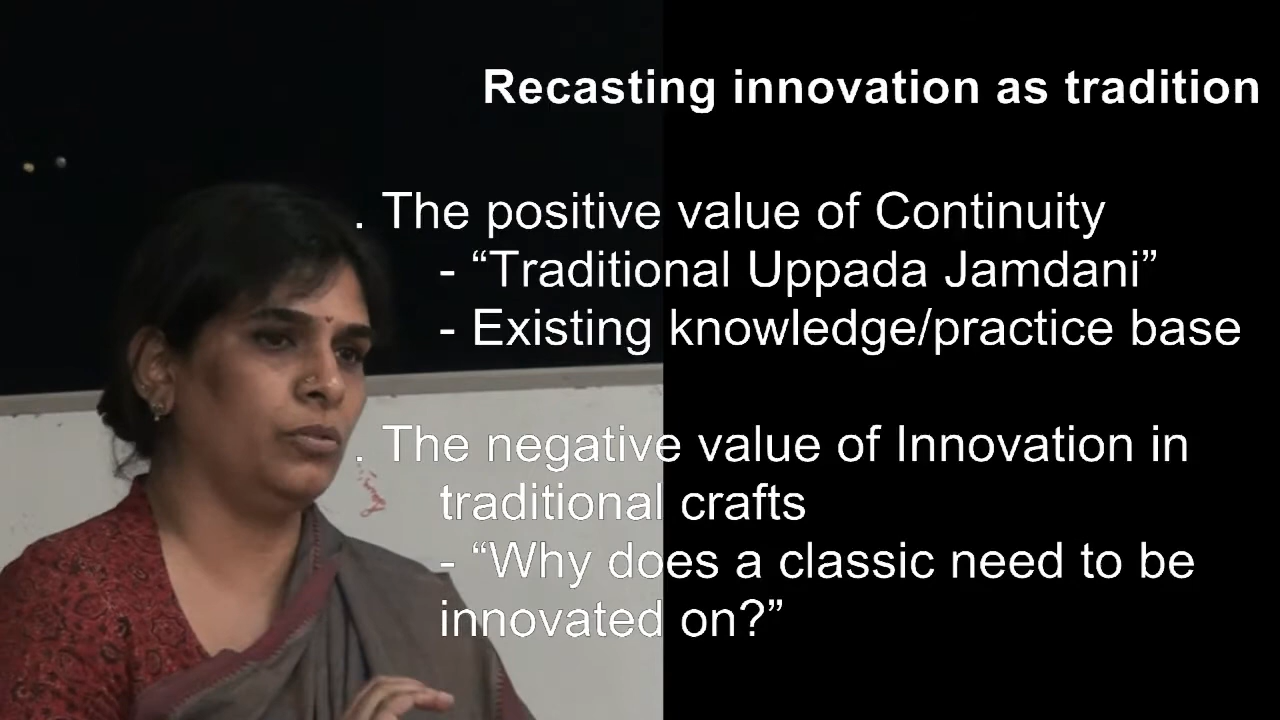 Recasting innovation as tradition
. The positive value of Continuity
- “Traditional Uppada Jamdani”
- Existing knowledge/practice base
. The negative value of Innovation in
traditional crafts
- “Why does a classic need to be
innovated on?”